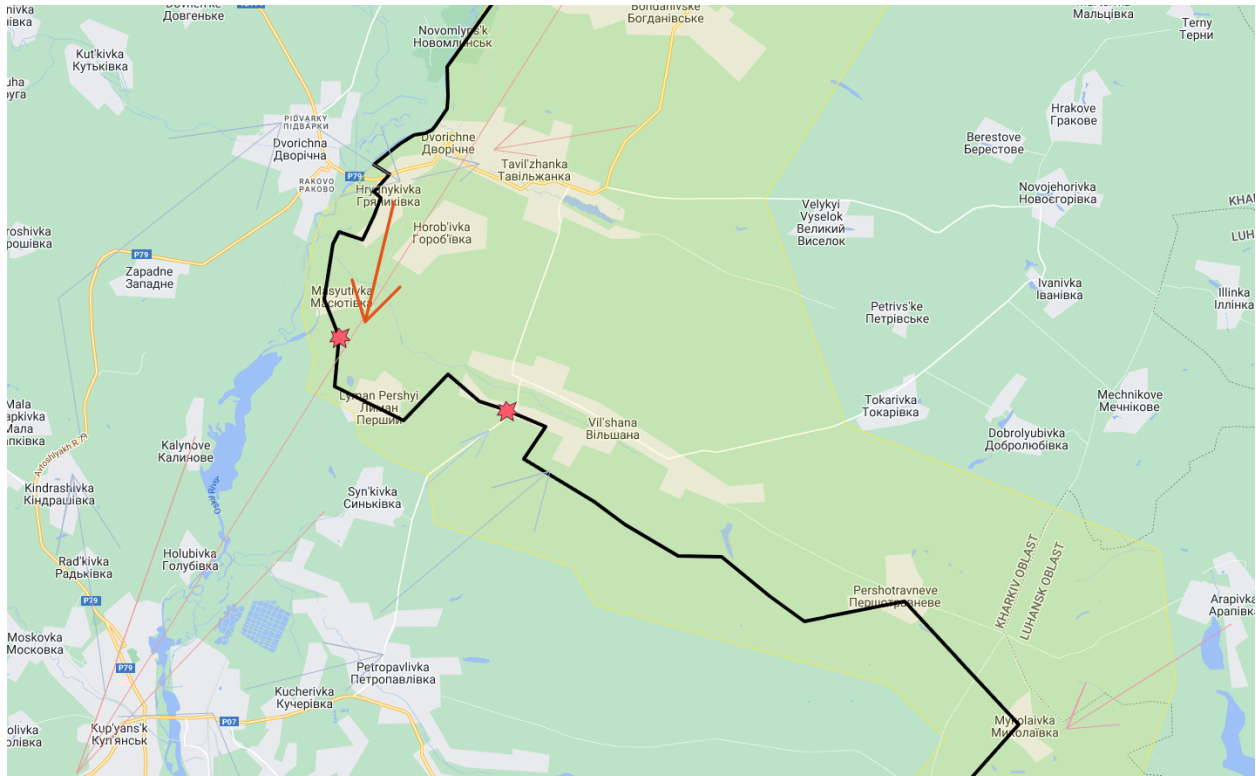 Довгеньке
Kut'kivka
Кутьківка
Novomlyns'k
Новомлинськ
Bohdanivske
Богданівське
Мальцівка
Terny
Терни
Hrakove
Гракове
PIDVARKY
ПІДВАРКИ
Dvorichna
Дворічна
Dvorichne
Дворічне
Berestove
Берестове
Tavil'zhanka
Тавільжанка
P79
RAKOVO
РАКОВО
Hryanykivka
Гряниківка
Novojehorivka
Новоєгорівка
Velykyi
Vyselok
Великий
Виселок
Horob'ivka
Гороб'ївка
P79
Zapadne
Западне
Masyutivka
Масютівка
Ivanivka
Іванівка
Illinka
Іллінка
Petrivs'ke
Петрівське
Lyman Pershyi
Лиман
Перший
Mala
Мала
Tokarivka
Токарівка
Mechnikove
Мечнікове
Vil'shana
Вільшана
Dobrolyubivka
Добролюбівка
Kalynove
Калинове
Kindrashivka
Кіндрашівка
Syn'kivka
Синьківка
Oskil River
Holubivka
Голубівка
Rad'kivka
Радьківка
P79
KHARKIV OBLAST
LUHANSK OBLAST
Pershotravneve
Першотравневе
Arapivka
Арапівка
Moskovka
Московка
P79
Petropavlivka
Петропавлівка
Kucherivka
Кучерівка
P07
Kup'yans'k
Куп'янськ
Mykolaivka
Миколаївка